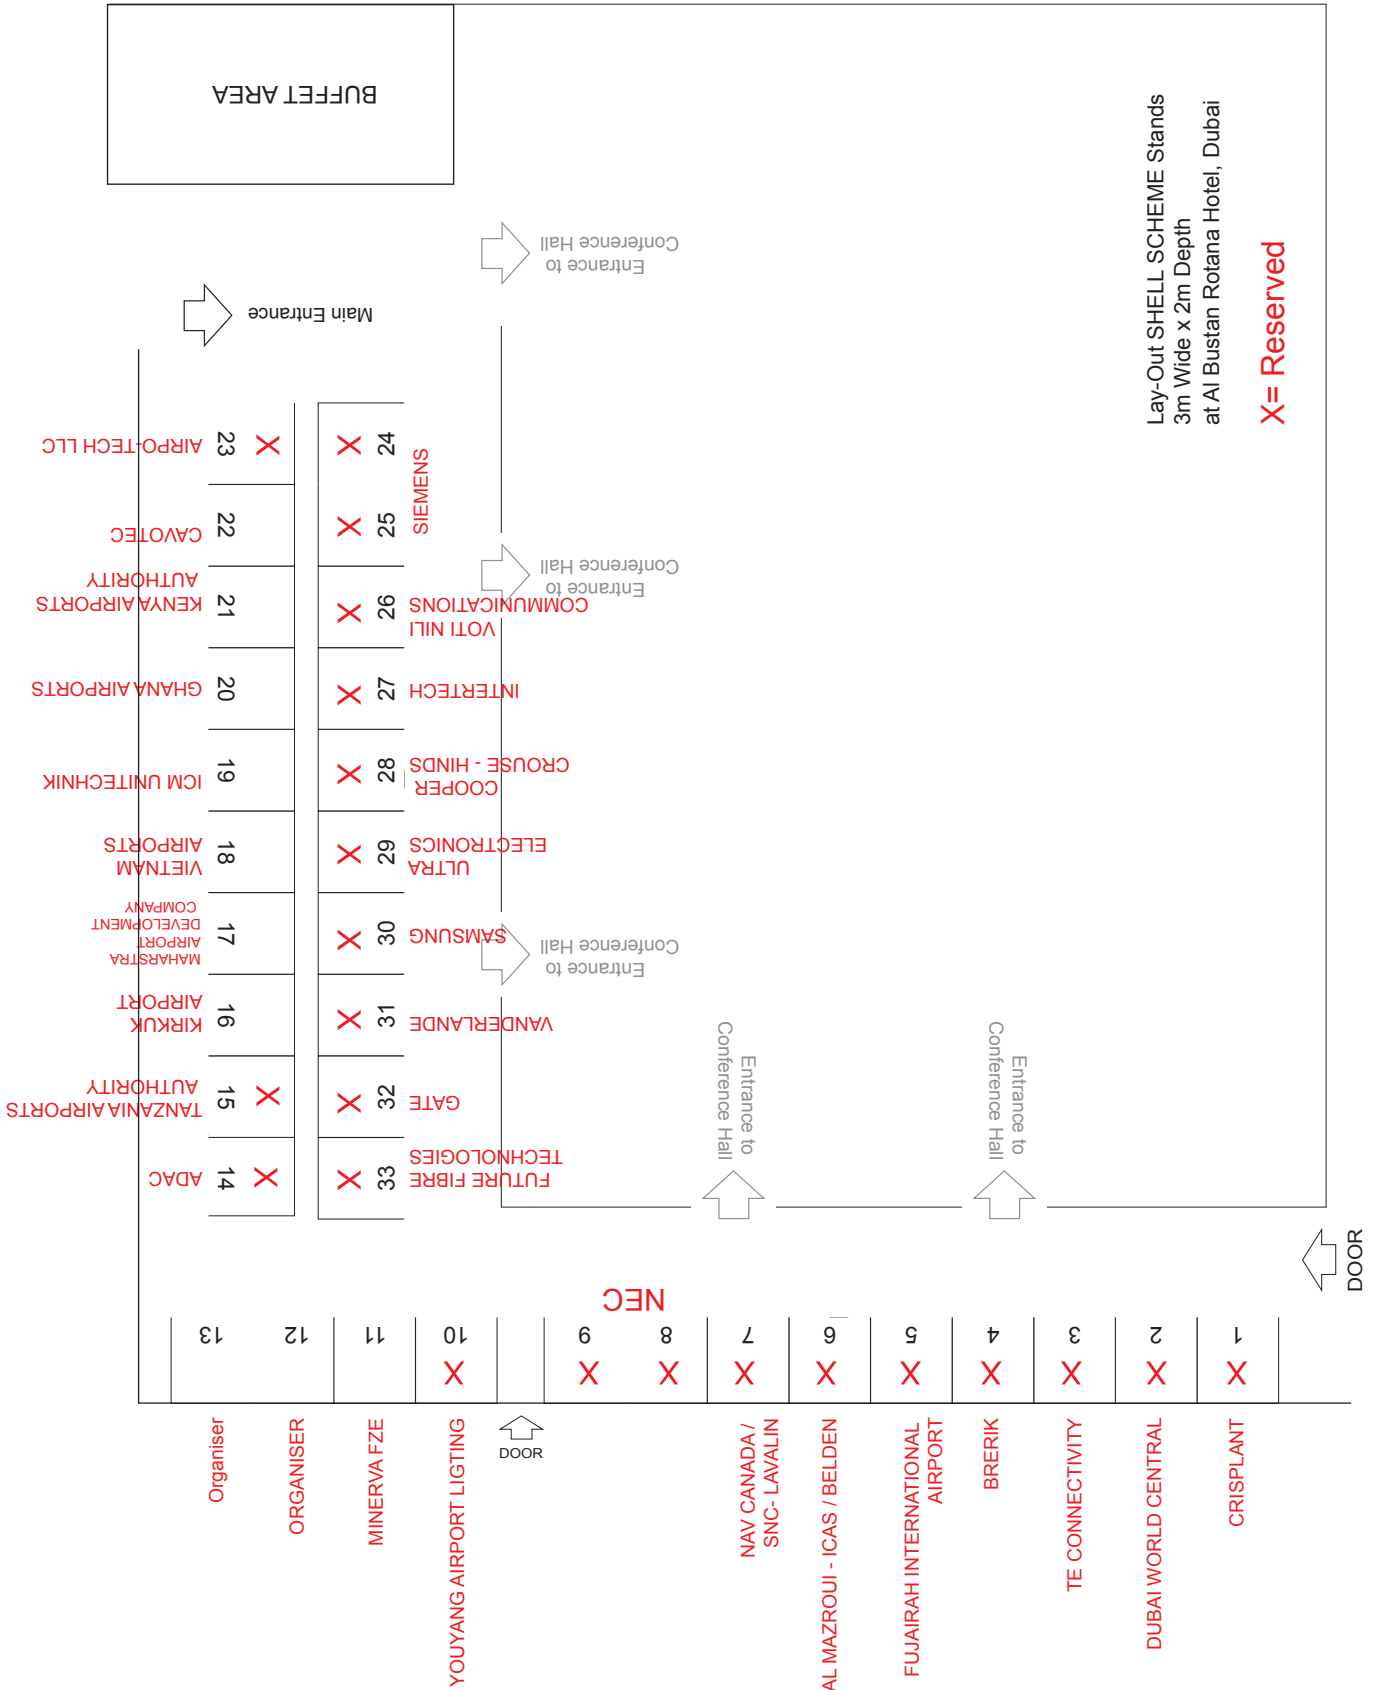 BUFFET AREA
Lay-Out SHELL SCHEME Stands
3m Wide x 2m Depth
at Al Bustan Rotana Hotel, Dubai
X= Reserved
Entrance to
Conference Hall
Main Entrance
AIRPO-TECH LLC
23
X
X
24
CAVOTEC
22
X
25
SIEMENS
KENYA AIRPORTS
AUTHORITY
21
X
26
VOTI NILI
COMMUNICATIONS
Entrance to
Conference Hall
GHANA AIRPORTS
20
X
27
INTERTECH
ICM UNITECHNIK
19
X
28
COOPER
CROUSE - HINDS
VIETNAM
AIRPORTS
18
X
29
ULTRA
ELECTRONICS
MAHARSTRA
AIRPORT
DEVELOPMENT
COMPANY
17
X
30
SAMSUNG
Entrance to
Conference Hall
KIRKUK
AIRPORT
16
X
31
VANDERLANDE
TANZANIA AIRPORTS
AUTHORITY
15
X
X
32
GATE
ADAC
14
X
X
33
FUTURE FIBRE
TECHNOLOGIES
Entrance to
Conference Hall
Entrance to
Conference Hall
DOOR
NEC
13
12
11
10
9
8
7
6
5
4
3
2
1
X
X
X
X
X
X
X
X
X
X
Organiser
ORGANISER
MINERVA FZE
YOUYANG AIRPORT LIGTING
DOOR
NAV CANADA /
SNC- LAVALIN
AL MAZROUI - ICAS / BELDEN
FUJAIRAH INTERNATIONAL
AIRPORT
BRERIK
TE CONNECTIVITY
DUBAI WORLD CENTRAL
CRISPLANT